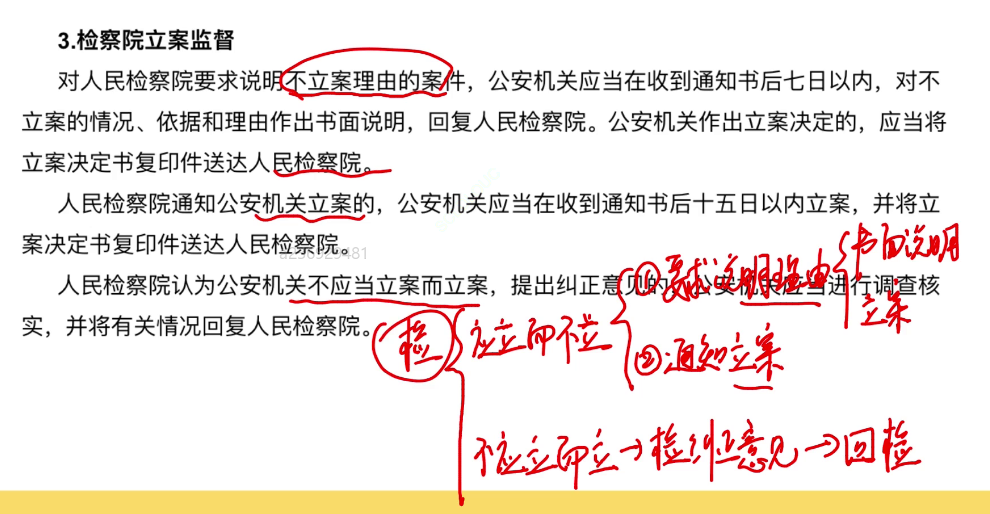 3.检察院立案监督
对人民检察院要求说明不立案理由的案件，公安机关应当在收到通知书后七日以内，对不
立案的情况、依据和理由作出书面说明，回复人民检察院。公安机关作出立案决定的，应当将
立案决定书复印件送达人民检察院。
人民检察院通知公安机关立案的，公安机关应当在收到通知书后十五日以内立案，并将立
案决定书复印件送达人民检察院。
人民检察院认为公安机关不应当立案而立案，提出纠正意见的，公安机关应当进行调查核
实，并将有关情况回复人民检察院。
检
应立而不立
①要求说明理由
书面说明
立案
②通知立案
不应立而立→检纠正意见→回检